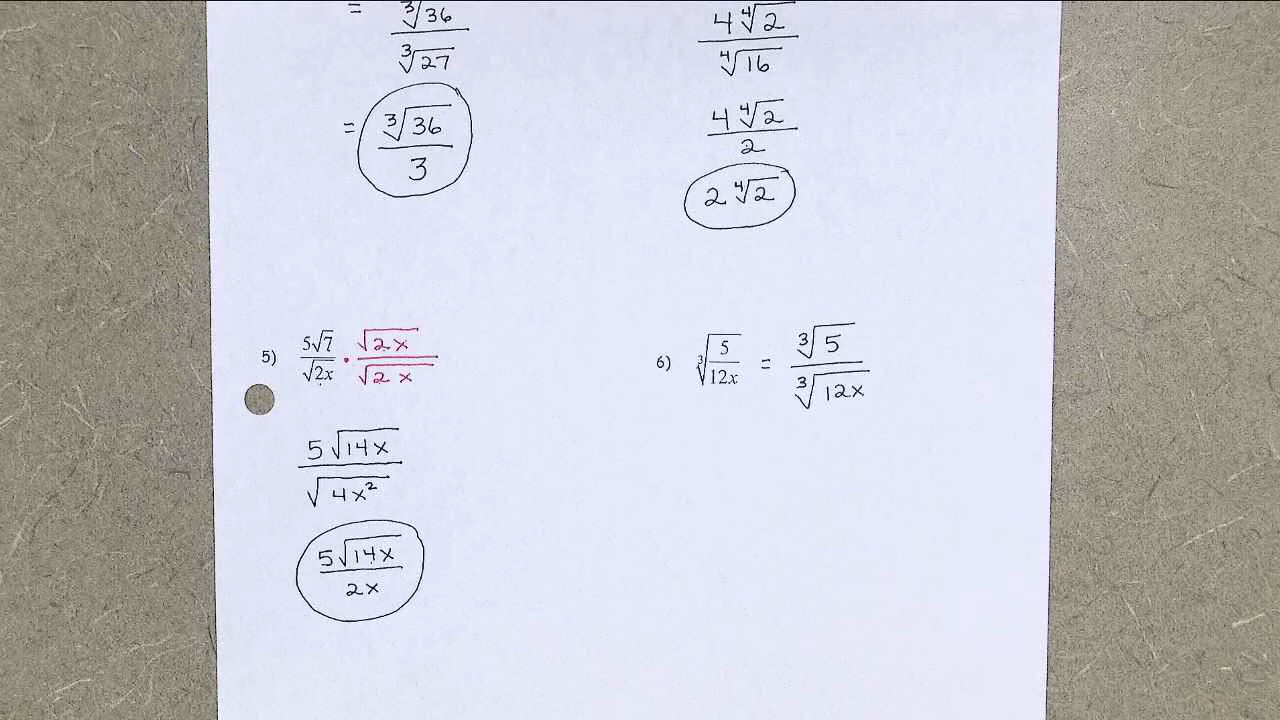 = ∛36 / ∛27
= ∛36 / 3
4 ∜2 / ∜16
4 ∜2 / 2
2 ∜2
5) 5√7 / √2x • √2x / √2x
5√14x / √4x²
5√14x / 2x
6) ∛(5 / 12x) = ∛5 / ∛12x